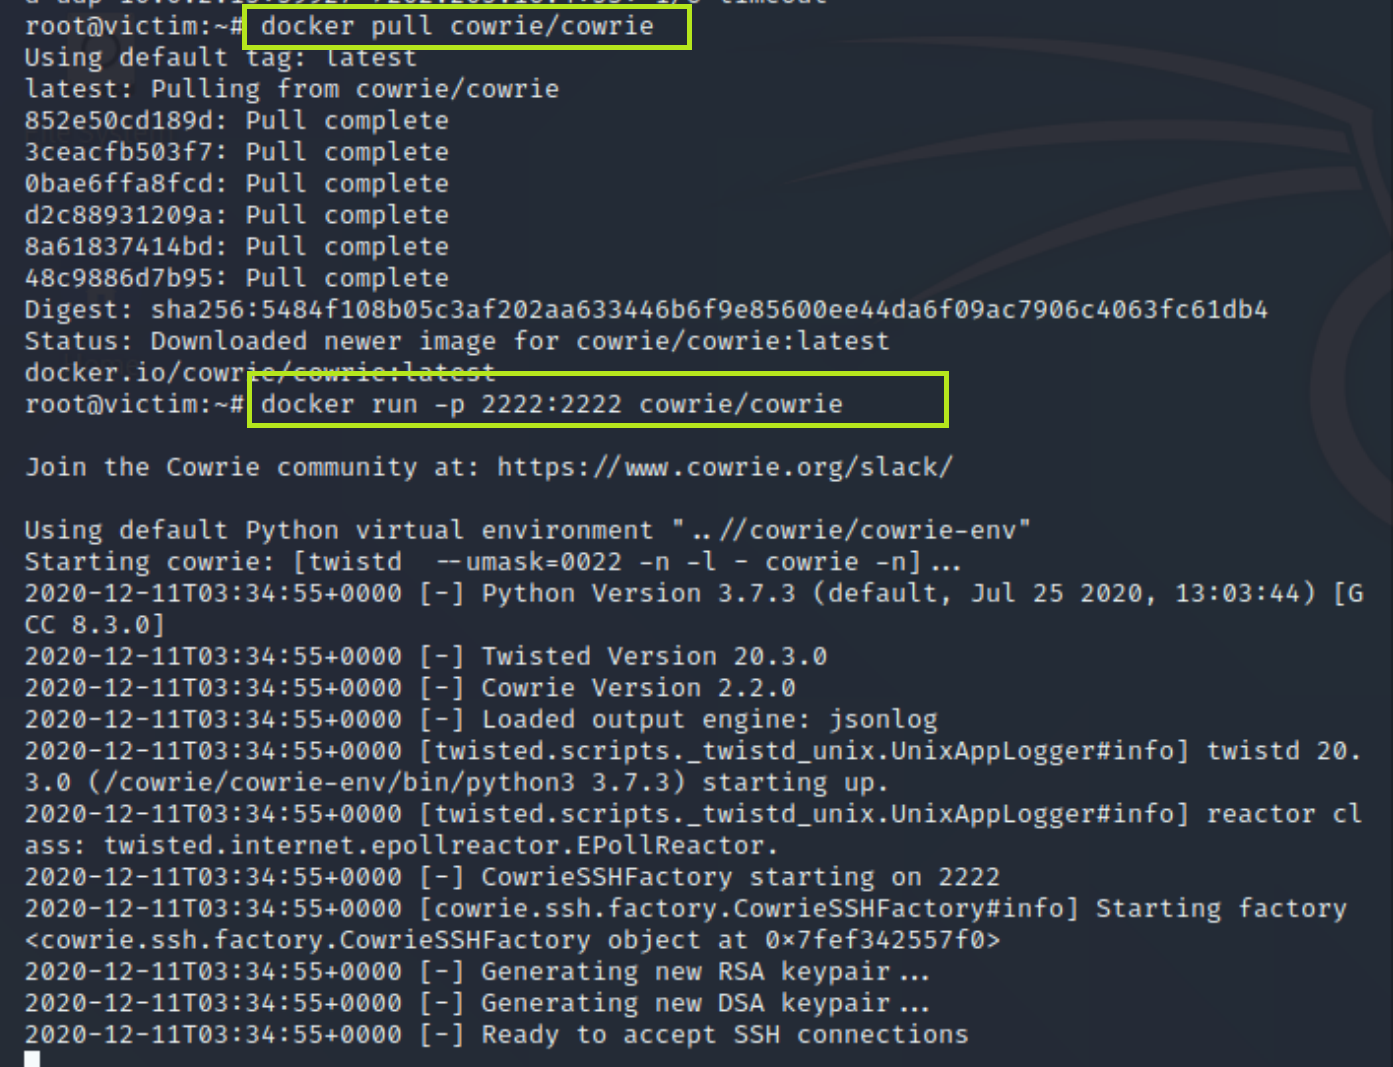 root@victim:~# docker pull cowrie/cowrie
Using default tag: latest
latest: Pulling from cowrie/cowrie
852e50cd189d: Pull complete
3ceacfb503f7: Pull complete
0bae6ffa8fcd: Pull complete
d2c88931209a: Pull complete
8a61837414bd: Pull complete
48c9886d7b95: Pull complete
Digest: sha256:5484f108b05c3af202aa633446b6f9e85600ee44da6f09ac7906c4063fc61db4
Status: Downloaded newer image for cowrie/cowrie:latest
docker.io/cowrie/cowrie:latest
root@victim:~# docker run -p 2222:2222 cowrie/cowrie
Join the Cowrie community at: https://www.cowrie.org/slack/
Using default Python virtual environment "..//cowrie/cowrie-env"
Starting cowrie: [twistd  --umask=0022 -n -l - cowrie -n]...
2020-12-11T03:34:55+0000 [-] Python Version 3.7.3 (default, Jul 25 2020, 13:03:44) [G
CC 8.3.0]
2020-12-11T03:34:55+0000 [-] Twisted Version 20.3.0
2020-12-11T03:34:55+0000 [-] Cowrie Version 2.2.0
2020-12-11T03:34:55+0000 [-] Loaded output engine: jsonlog
2020-12-11T03:34:55+0000 [twisted.scripts._twistd_unix.UnixAppLogger#info] twistd 20.
3.0 (/cowrie/cowrie-env/bin/python3 3.7.3) starting up.
2020-12-11T03:34:55+0000 [twisted.scripts._twistd_unix.UnixAppLogger#info] reactor cl
ass: twisted.internet.epollreactor.EPollReactor.
2020-12-11T03:34:55+0000 [-] CowrieSSHFactory starting on 2222
2020-12-11T03:34:55+0000 [cowrie.ssh.factory.CowrieSSHFactory#info] Starting factory
<cowrie.ssh.factory.CowrieSSHFactory object at 0x7fef342557f0>
2020-12-11T03:34:55+0000 [-] Generating new RSA keypair...
2020-12-11T03:34:55+0000 [-] Generating new DSA keypair...
2020-12-11T03:34:55+0000 [-] Ready to accept SSH connections